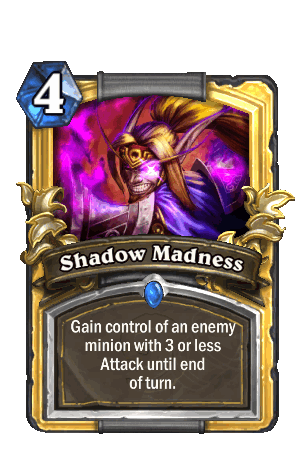 4
Shadow Madness
Gain control of an enemy
minion with 3 or less
Attack until end
of turn.